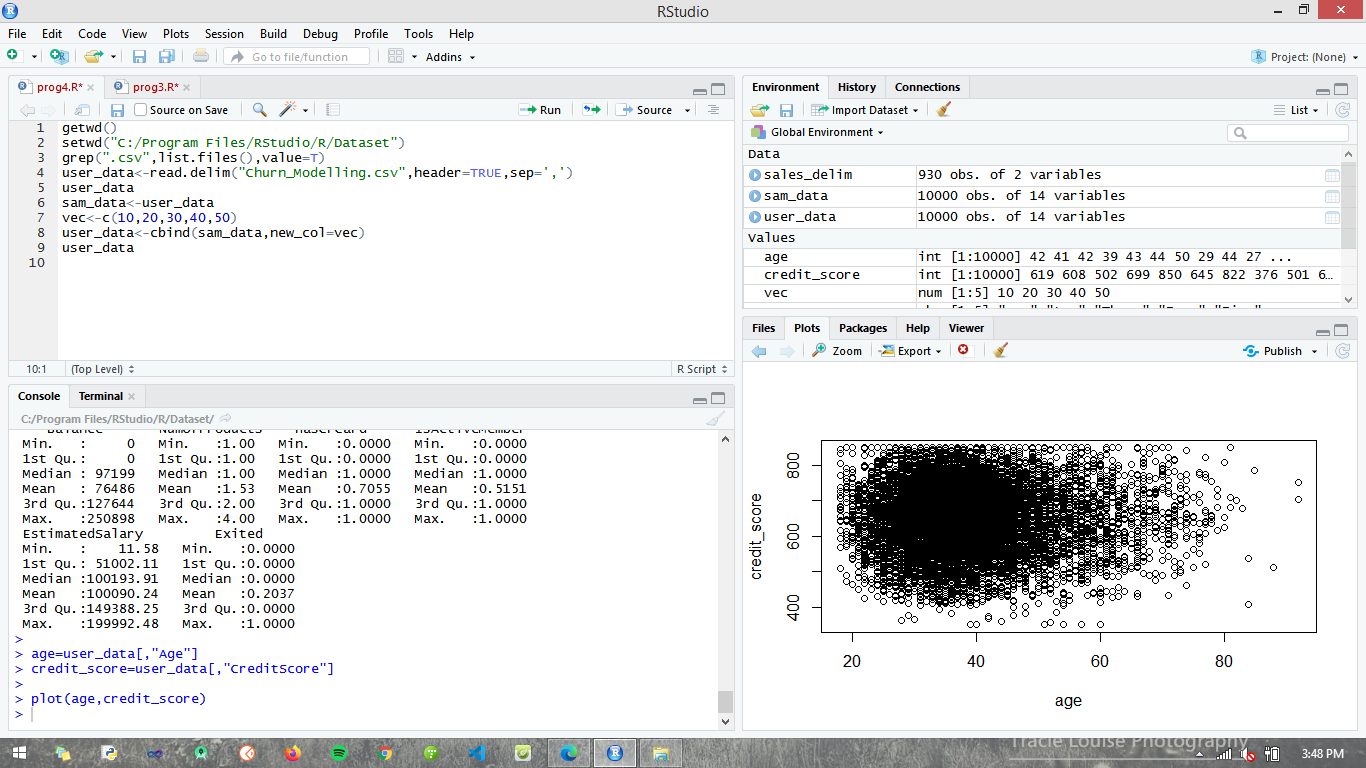 RStudio
File Edit Code View Plots Session Build Debug Profile Tools Help
Go to file/function Addins Project: (None)
prog4.R* prog3.R*
Source on Save Run Source
1 getwd()
2 setwd("C:/Program Files/RStudio/R/Dataset")
3 grep(".csv",list.files(),value=T)
4 user_data<-read.delim("Churn_Modelling.csv",header=TRUE,sep=',')
5 user_data
6 sam_data<-user_data
7 vec<-c(10,20,30,40,50)
8 user_data<-cbind(sam_data,new_col=vec)
9 user_data
10
10:1 (Top Level) R Script
Console Terminal
C:/Program Files/RStudio/R/Dataset/
Balance NumOfProducts HasCrCard IsActiveMember
Min. : 0 Min. :1.00 Min. :0.0000 Min. :0.0000
1st Qu.: 0 1st Qu.:1.00 1st Qu.:0.0000 1st Qu.:0.0000
Median : 97199 Median :1.00 Median :1.0000 Median :1.0000
Mean : 76486 Mean :1.53 Mean :0.7055 Mean :0.5151
3rd Qu.:127644 3rd Qu.:2.00 3rd Qu.:1.0000 3rd Qu.:1.0000
Max. :250898 Max. :4.00 Max. :1.0000 Max. :1.0000
EstimatedSalary Exited
Min. : 11.58 Min. :0.0000
1st Qu.: 51002.11 1st Qu.:0.0000
Median :100193.91 Median :0.0000
Mean :100090.24 Mean :0.2037
3rd Qu.:149388.25 3rd Qu.:0.0000
Max. :199992.48 Max. :1.0000
>
> age=user_data[,"Age"]
> credit_score=user_data[,"CreditScore"]
>
> plot(age,credit_score)
>
Environment History Connections
Import Dataset List
Global Environment
Data
sales_delim 930 obs. of 2 variables
sam_data 10000 obs. of 14 variables
user_data 10000 obs. of 14 variables
Values
age int [1:10000] 42 41 42 39 43 44 50 29 44 27 ...
credit_score int [1:10000] 619 608 502 699 850 645 822 376 501 6…
vec num [1:5] 10 20 30 40 50
Files Plots Packages Help Viewer
Zoom Export Publish
credit_score
800
600
400
20 40 60 80
age
Tracie Louise Photography
3:48 PM